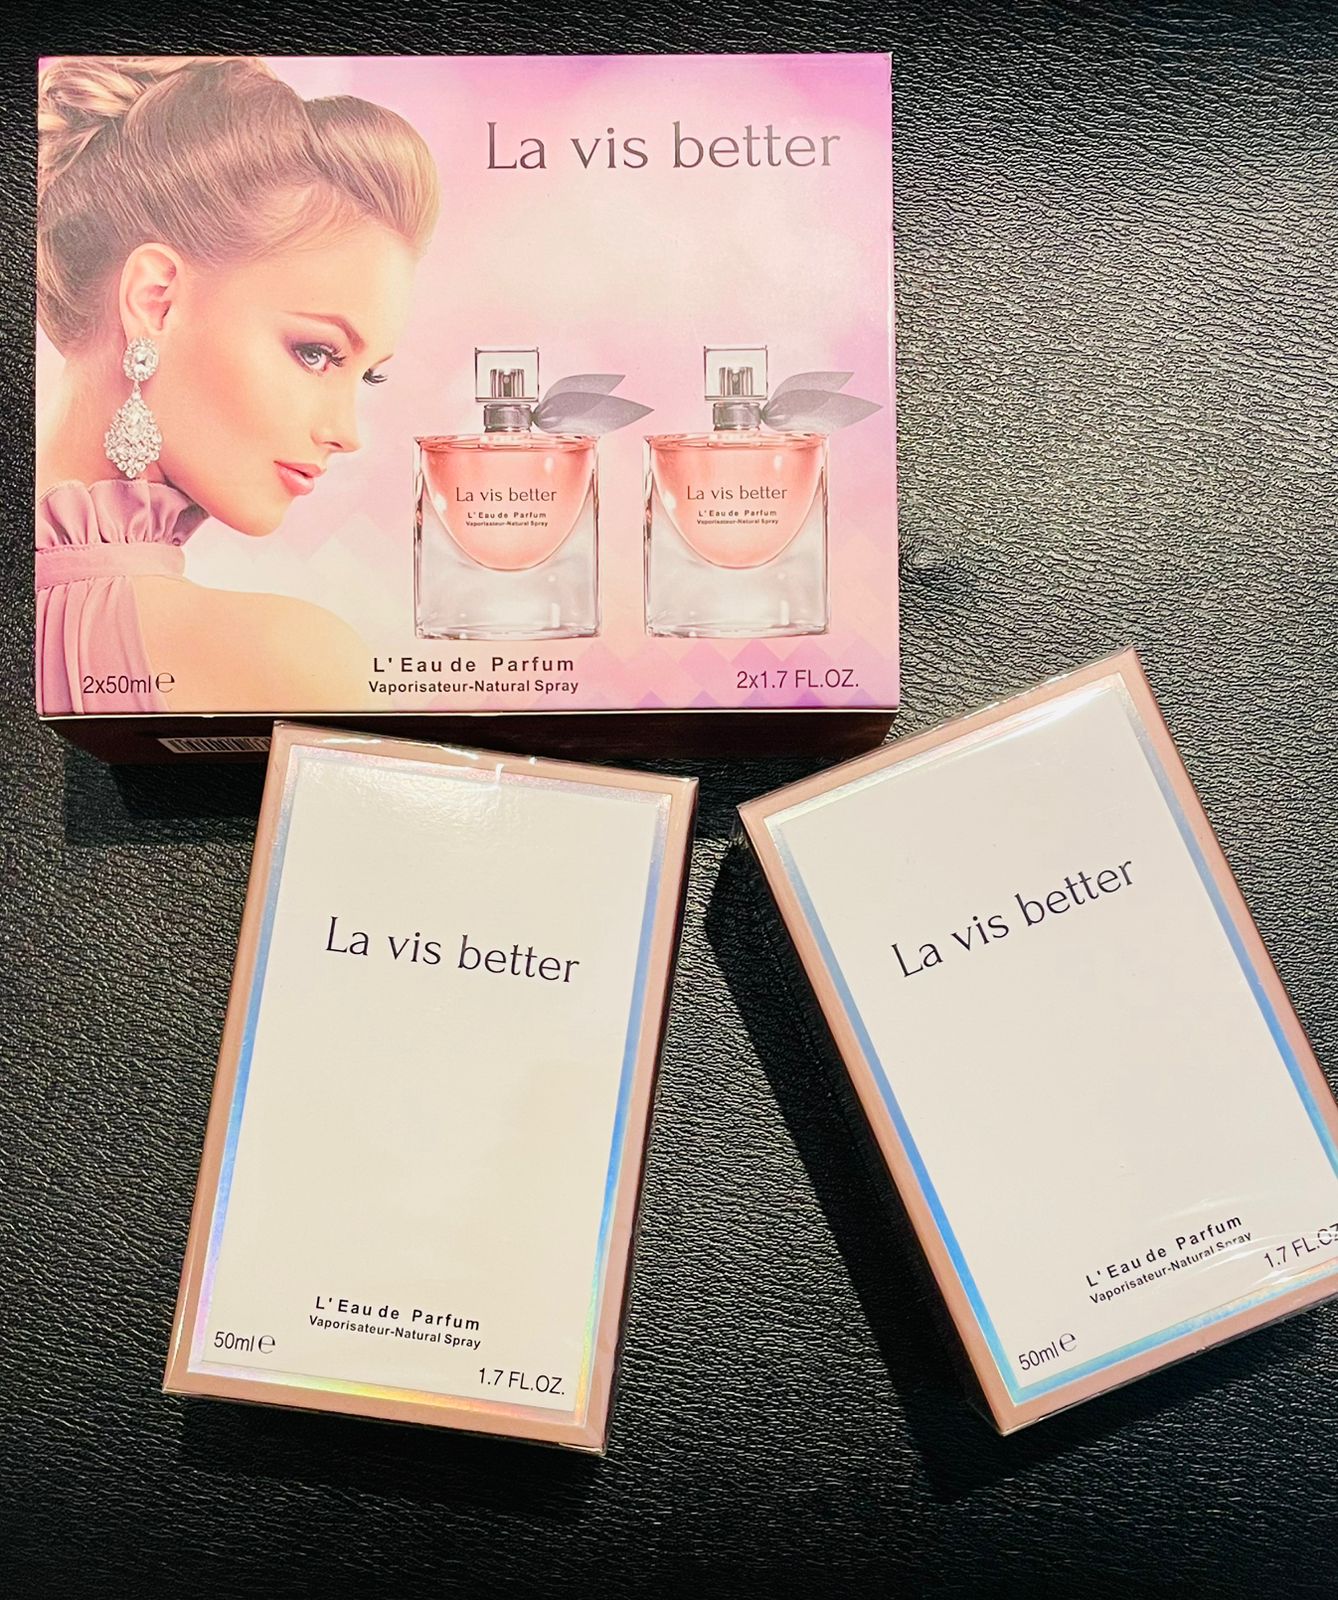 La vis better
La vis better
L'Eau de Parfum
Vaporisateur-Natural Spray
La vis better
L'Eau de Parfum
Vaporisateur-Natural Spray
2x50ml℮
L'Eau de Parfum
Vaporisateur-Natural Spray
2x1.7 FL.OZ.
La vis better
L'Eau de Parfum
Vaporisateur-Natural Spray
50ml℮
1.7 FL.OZ.
La vis better
L'Eau de Parfum
Vaporisateur-Natural Spray
50ml℮
1.7 FL.OZ